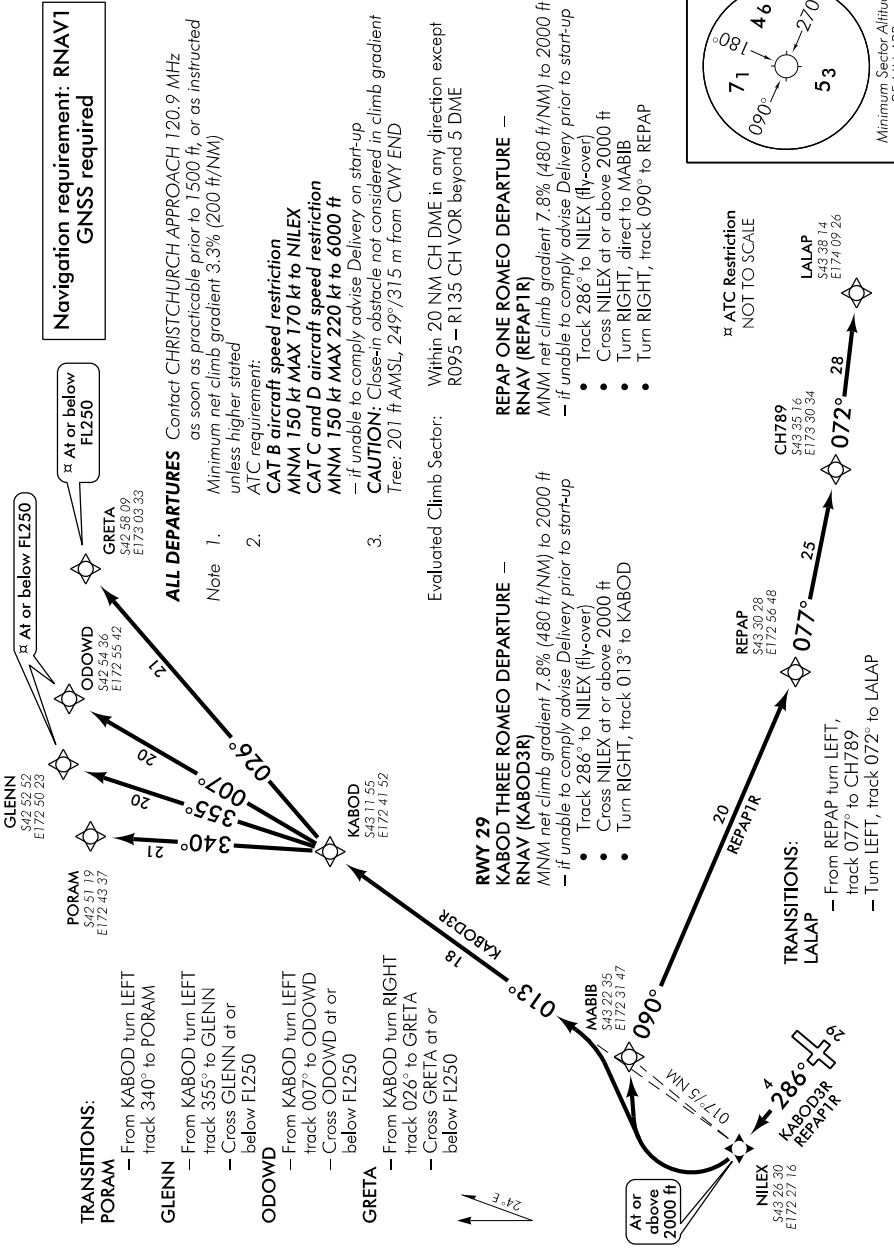 Navigation requirement: RNAV1
GNSS required
ALL DEPARTURES Contact CHRISTCHURCH APPROACH 120.9 MHz
as soon as practicable prior to 1500 ft, or as instructed
Note 1. Minimum net climb gradient 3.3% (200 ft/NM)
unless higher stated
2. ATC requirement:
CAT B aircraft speed restriction
MNM 150 kt MAX 170 kt to NILEX
CAT C and D aircraft speed restriction
MNM 150 kt MAX 220 kt to 6000 ft
– if unable to comply advise Delivery on start-up
3. CAUTION: Close-in obstacle not considered in climb gradient
Tree: 201 ft AMSL, 249°/315 m from CWY END
Evaluated Climb Sector: Within 20 NM CH DME in any direction except
R095 – R135 CH VOR beyond 5 DME
RWY 29
KABOD THREE ROMEO DEPARTURE –
RNAV (KABOD3R)
MNM net climb gradient 7.8% (480 ft/NM) to 2000 ft
– if unable to comply advise Delivery prior to start-up
• Track 286° to NILEX (fly-over)
• Cross NILEX at or above 2000 ft
• Turn RIGHT, track 013° to KABOD
REPAP ONE ROMEO DEPARTURE –
RNAV (REPAP1R)
MNM net climb gradient 7.8% (480 ft/NM) to 2000 ft
– if unable to comply advise Delivery prior to start-up
• Track 286° to NILEX (fly-over)
• Cross NILEX at or above 2000 ft
• Turn RIGHT, direct to MABIB
• Turn RIGHT, track 090° to REPAP
TRANSITIONS:
PORAM
– From KABOD turn LEFT
track 340° to PORAM
GLENN
– From KABOD turn LEFT
track 355° to GLENN
– Cross GLENN at or
below FL250
ODOWD
– From KABOD turn LEFT
track 007° to ODOWD
– Cross ODOWD at or
below FL250
GRETA
– From KABOD turn RIGHT
track 026° to GRETA
– Cross GRETA at or
below FL250
TRANSITIONS:
LALAP
– From REPAP turn LEFT,
track 077° to CH789
– Turn LEFT, track 072° to LALAP
PORAM
S42 51 19
E172 43 37
GLENN
S42 52 52
E172 50 23
¤ At or below FL250
ODOWD
S42 54 36
E172 55 42
GRETA
S42 58 09
E173 03 33
¤ At or below
FL250
21
340°
20
355°
20
007°
21
026°
KABOD
S43 11 55
E172 41 52
18
KABOD3R
013°
MABIB
S43 22 35
E172 31 47
090°
20
REPAP1R
REPAP
S43 30 28
E172 56 48
077°
25
CH789
S43 35 16
E173 30 34
072°
28
LALAP
S43 38 14
E174 09 26
¤ ATC Restriction
NOT TO SCALE
24°E
At or
above
2000 ft
NILEX
S43 26 30
E172 27 16
017°/5 NM
4
286°
KABOD3R
REPAP1R
29
180°
46
270
090°
71
53
Minimum Sector Altitu